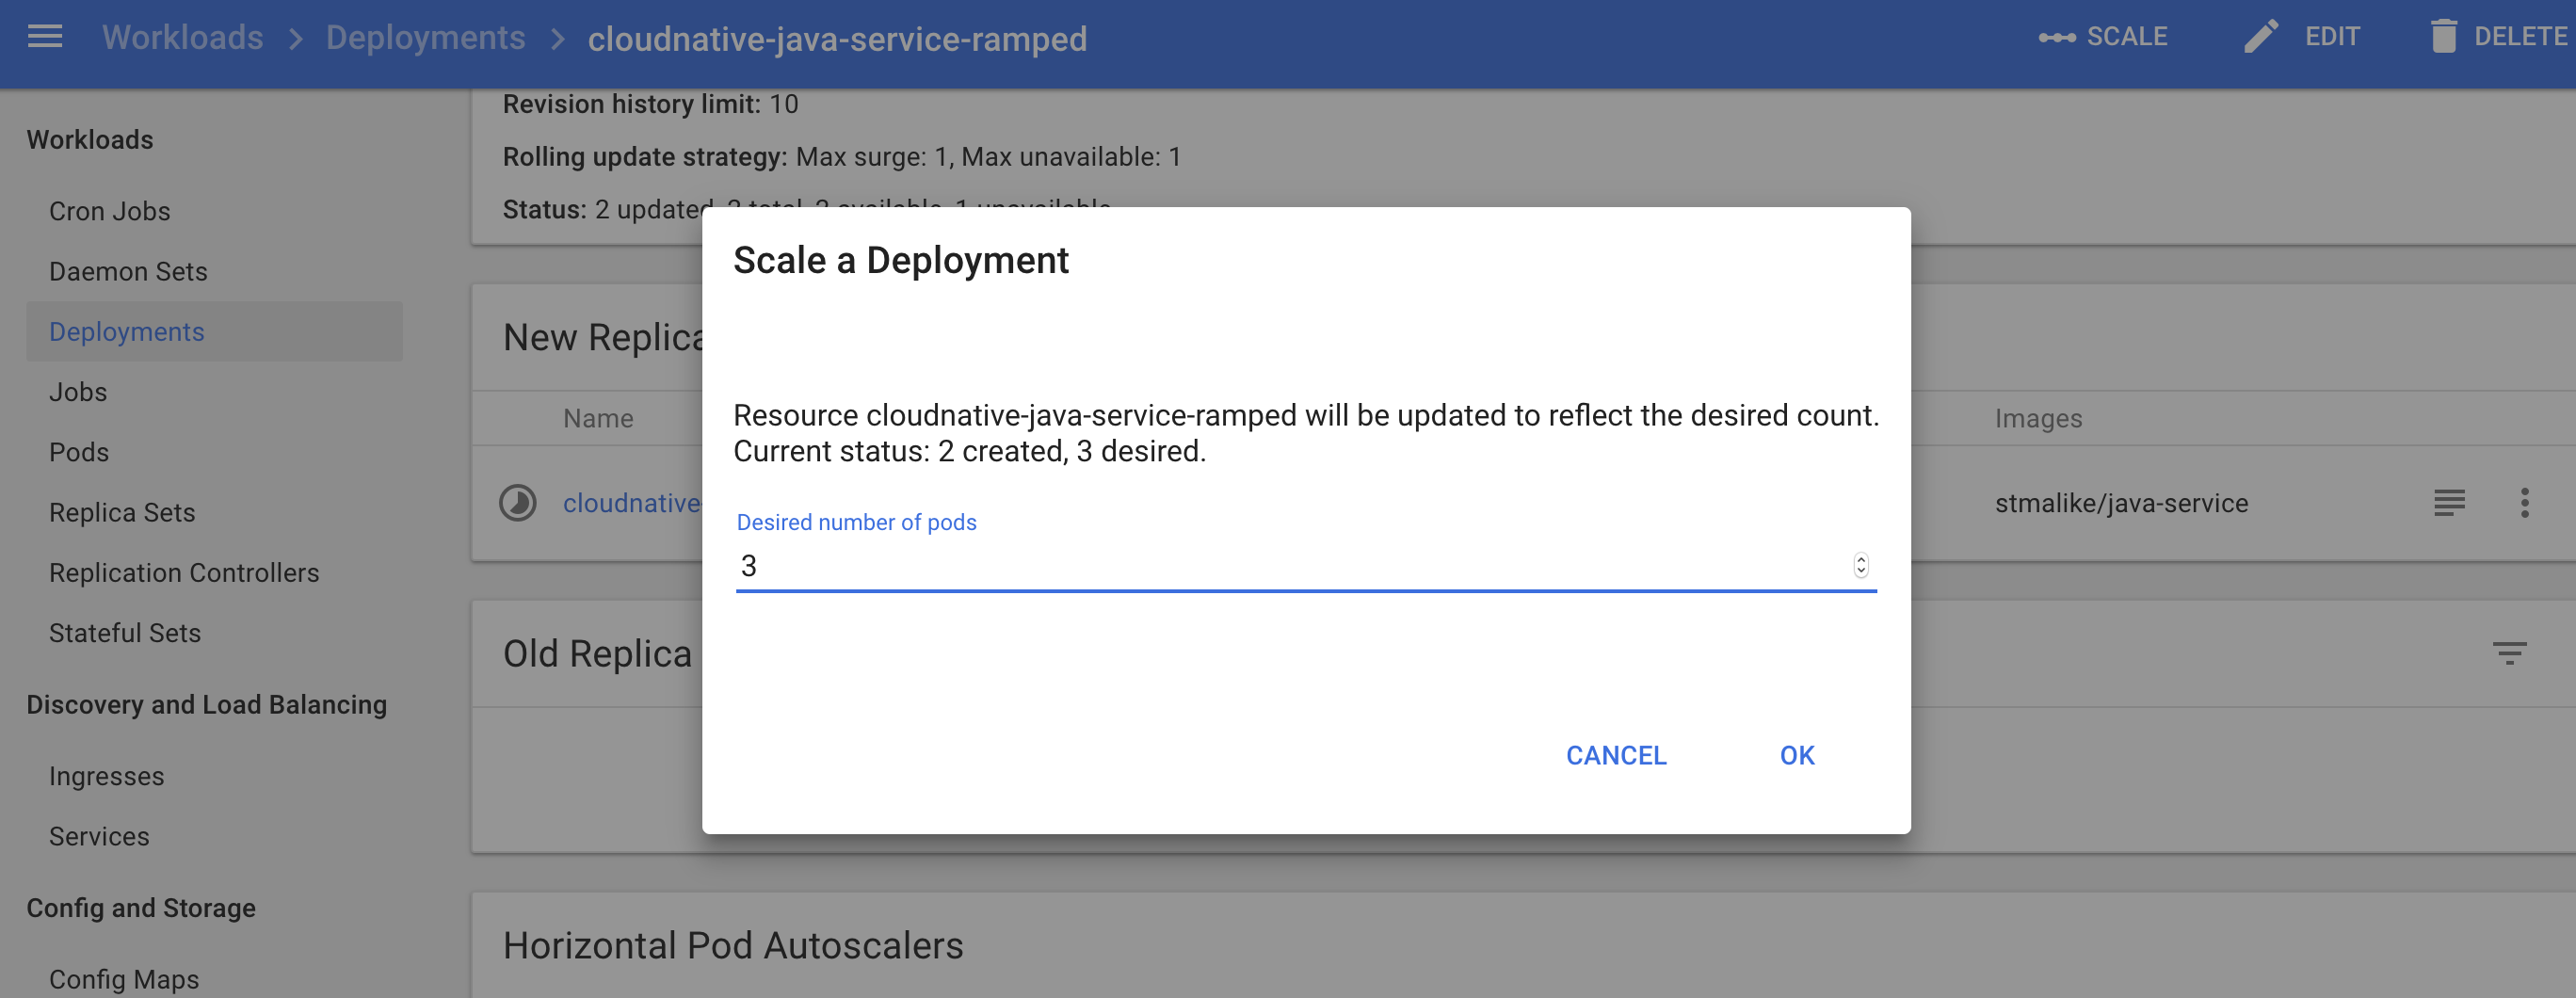 Workloads > Deployments > cloudnative-java-service-ramped
SCALE
EDIT
DELETE
Workloads
Cron Jobs
Daemon Sets
Deployments
Jobs
Pods
Replica Sets
Replication Controllers
Stateful Sets
Discovery and Load Balancing
Ingresses
Services
Config and Storage
Config Maps
Revision history limit: 10
Rolling update strategy: Max surge: 1, Max unavailable: 1
Status: 2 updated,
New Replica
Name
Images
cloudnative-
stmalike/java-service
Old Replica
Horizontal Pod Autoscalers
Scale a Deployment
Resource cloudnative-java-service-ramped will be updated to reflect the desired count.
Current status: 2 created, 3 desired.
Desired number of pods
3
CANCEL
OK